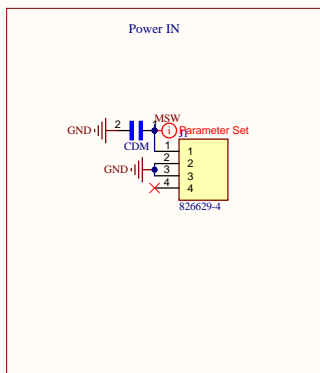 Power IN
MSW
GND 2 1 Parameter Set
CDM J1
1 1
2 2
GND 3 3
4 4
826629-4